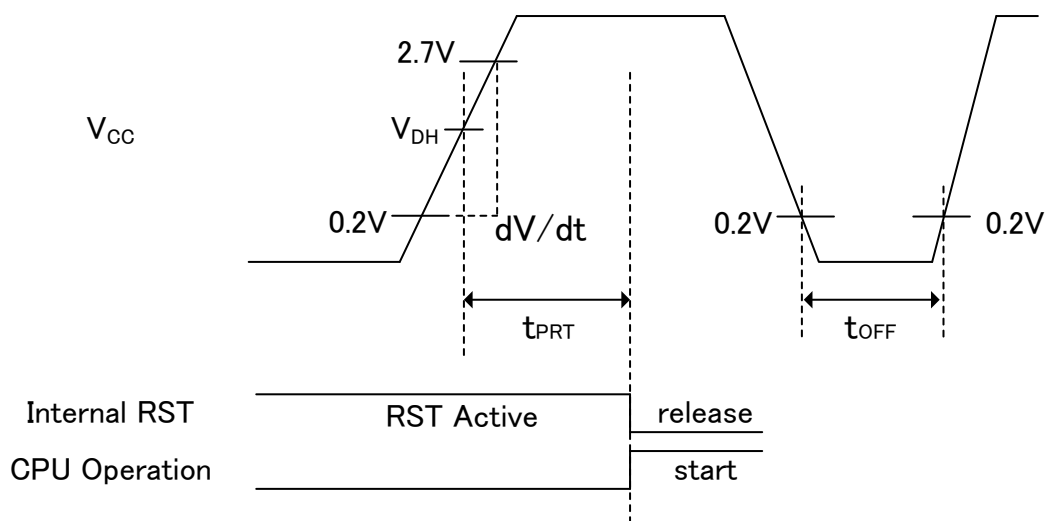 2.7V
VCC
VDH
0.2V
dV/dt
0.2V
0.2V
tPRT
tOFF
Internal RST
RST Active
release
CPU Operation
start